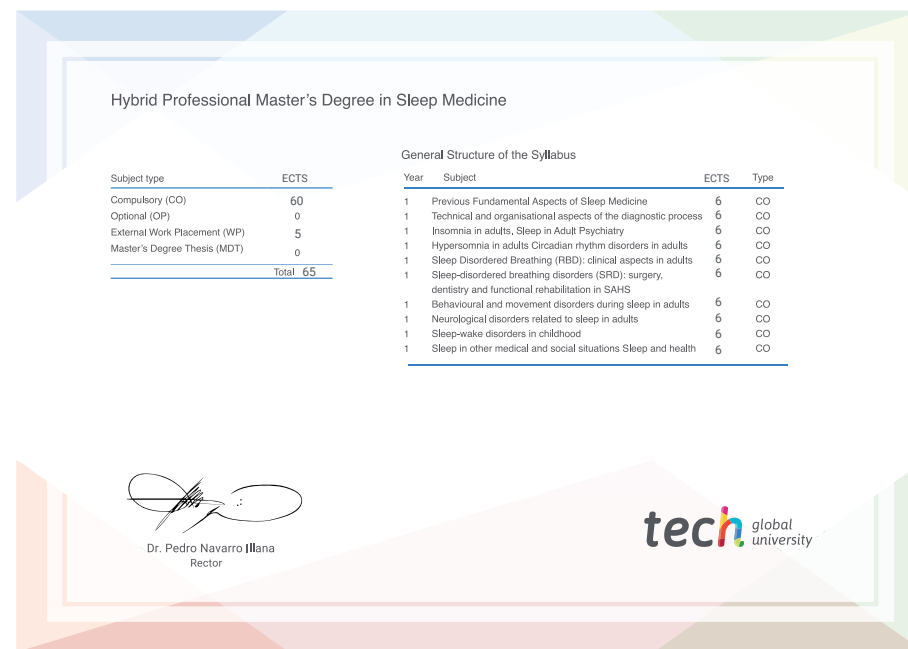 Hybrid Professional Master's Degree in Sleep Medicine
General Structure of the Syllabus
Subject type ECTS
Compulsory (CO) 60
Optional (OP) 0
External Work Placement (WP) 5
Master's Degree Thesis (MDT) 0
Total 65
Year Subject ECTS Type
1 Previous Fundamental Aspects of Sleep Medicine 6 CO
1 Technical and organisational aspects of the diagnostic process 6 CO
1 Insomnia in adults, Sleep in Adult Psychiatry 6 CO
1 Hypersomnia in adults Circadian rhythm disorders in adults 6 CO
1 Sleep Disordered Breathing (RBD): clinical aspects in adults 6 CO
1 Sleep-disordered breathing disorders (SRD): surgery, 6 CO
dentistry and functional rehabilitation in SAHS
1 Behavioural and movement disorders during sleep in adults 6 CO
1 Neurological disorders related to sleep in adults 6 CO
1 Sleep-wake disorders in childhood 6 CO
1 Sleep in other medical and social situations Sleep and health 6 CO
Dr. Pedro Navarro Illana
Rector
tech global
university